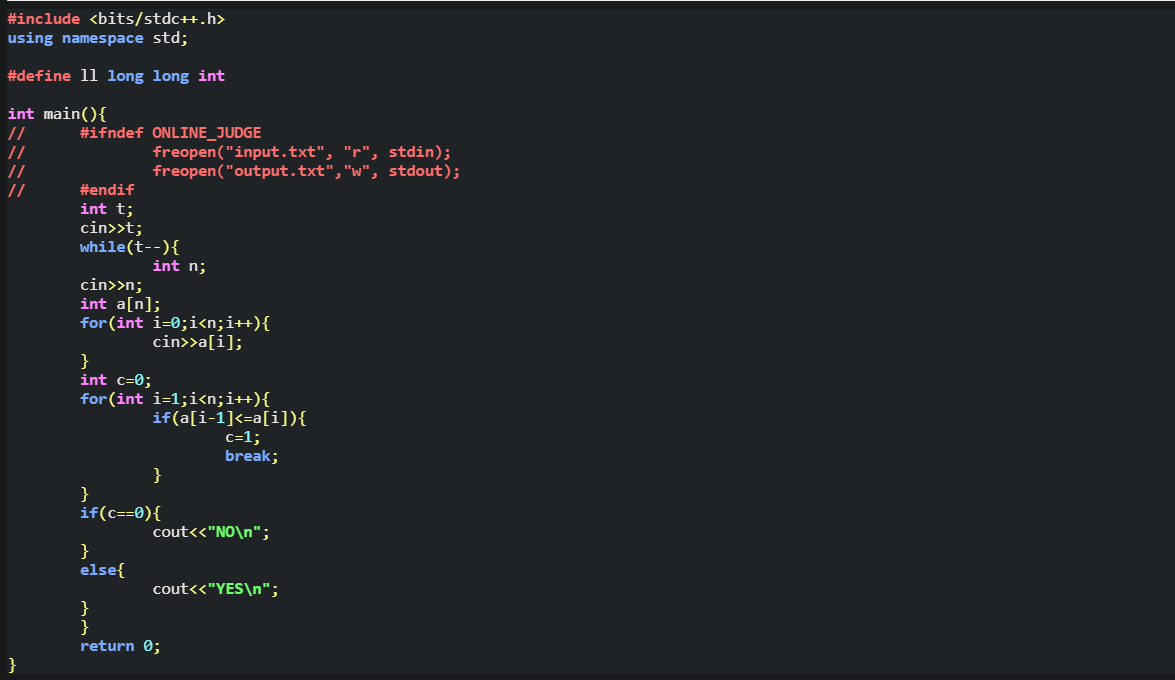 #include <bits/stdc++.h>
using namespace std;

#define ll long long int

int main(){
//	#ifndef ONLINE_JUDGE
//		freopen("input.txt", "r", stdin);
//		freopen("output.txt","w", stdout);
//	#endif
	int t;
	cin>>t;
	while(t--){
		int n;
	cin>>n;
	int a[n];
	for(int i=0;i<n;i++){
		cin>>a[i];
	}
	int c=0;
	for(int i=1;i<n;i++){
		if(a[i-1]<=a[i]){
			c=1;
			break;
		}
	}
	if(c==0){
		cout<<"NO\n";
	}
	else{
		cout<<"YES\n";
	}
	}
	return 0;
}